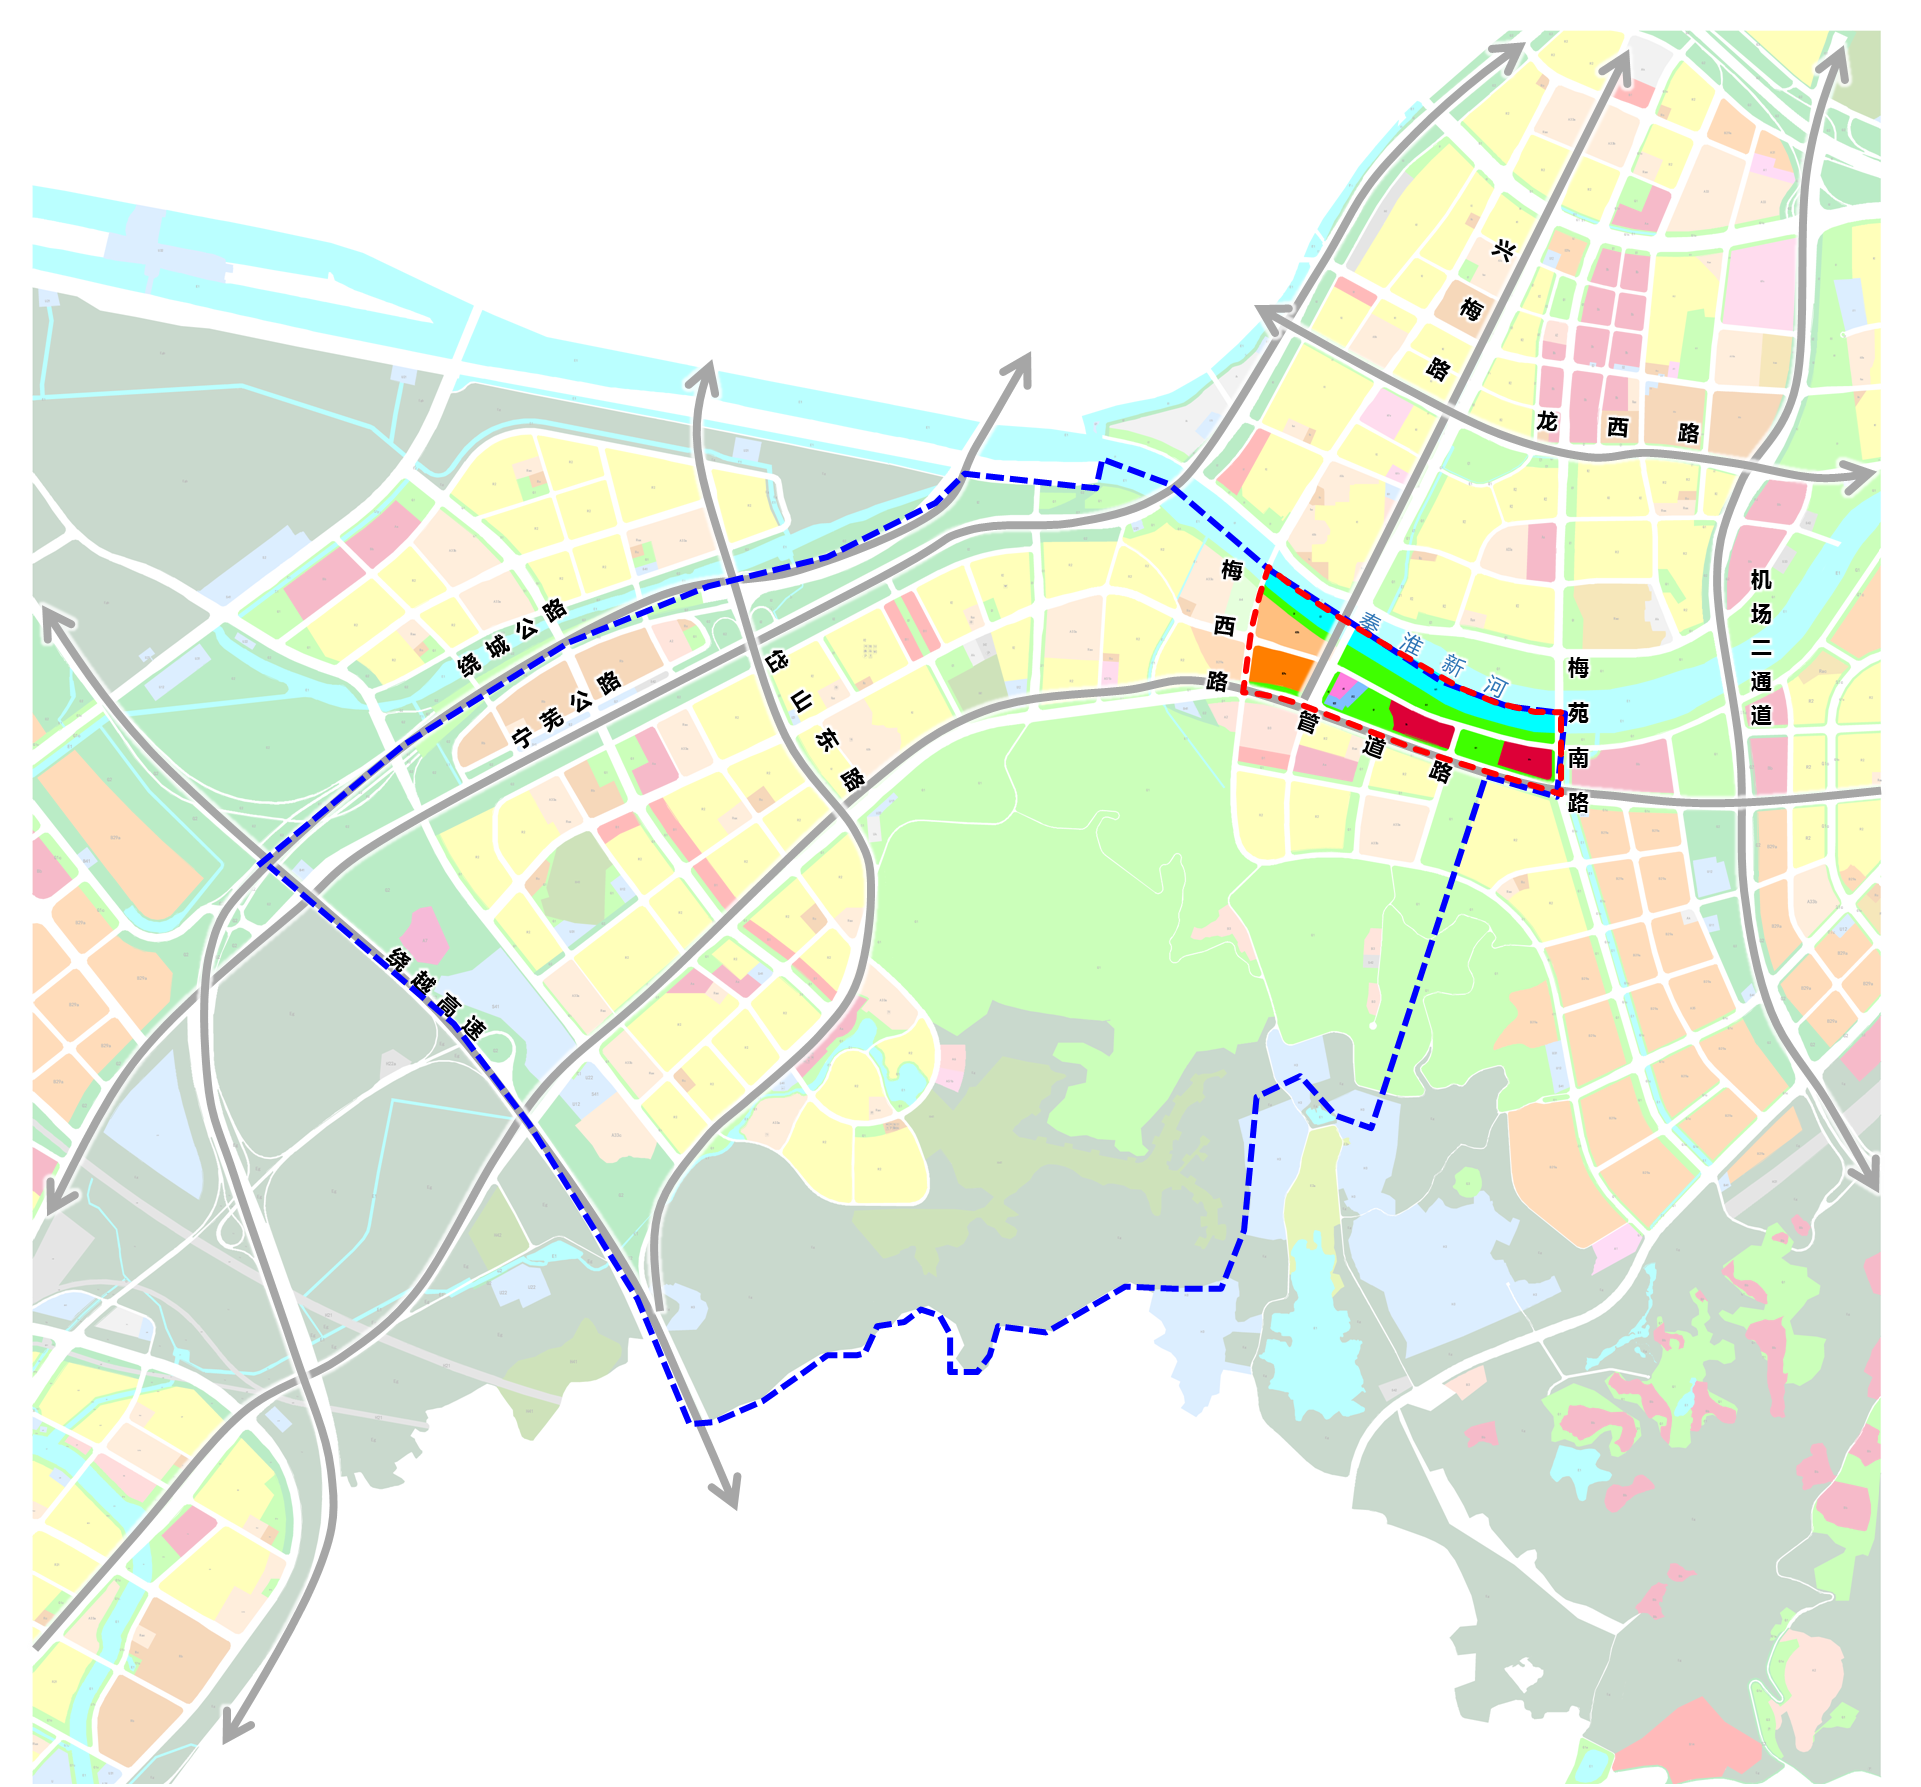 兴梅路
龙西路
梅西路
秦淮新河
机场二通道
绕城公路
宁芜公路
岱山东路
梅苑南路
管道路
绕越高速